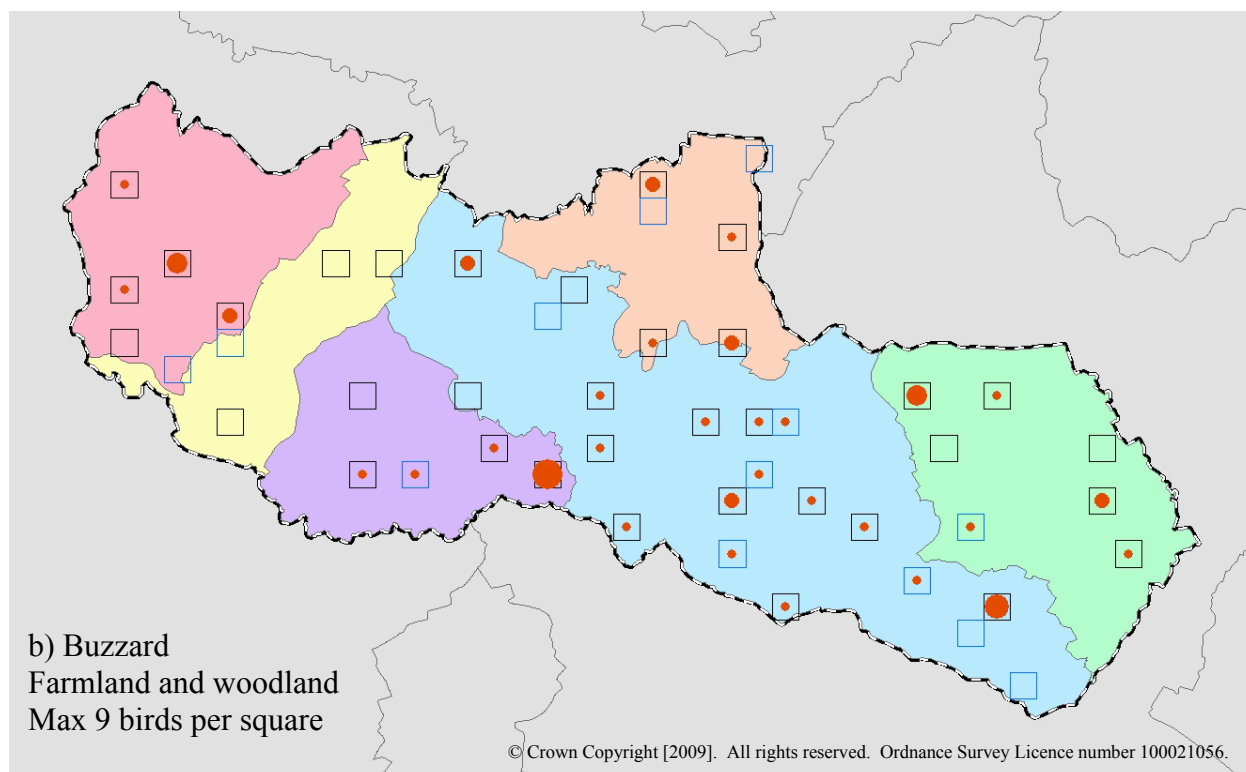 b) Buzzard
Farmland and woodland
Max 9 birds per square
© Crown Copyright [2009].  All rights reserved.  Ordnance Survey Licence number 100021056.